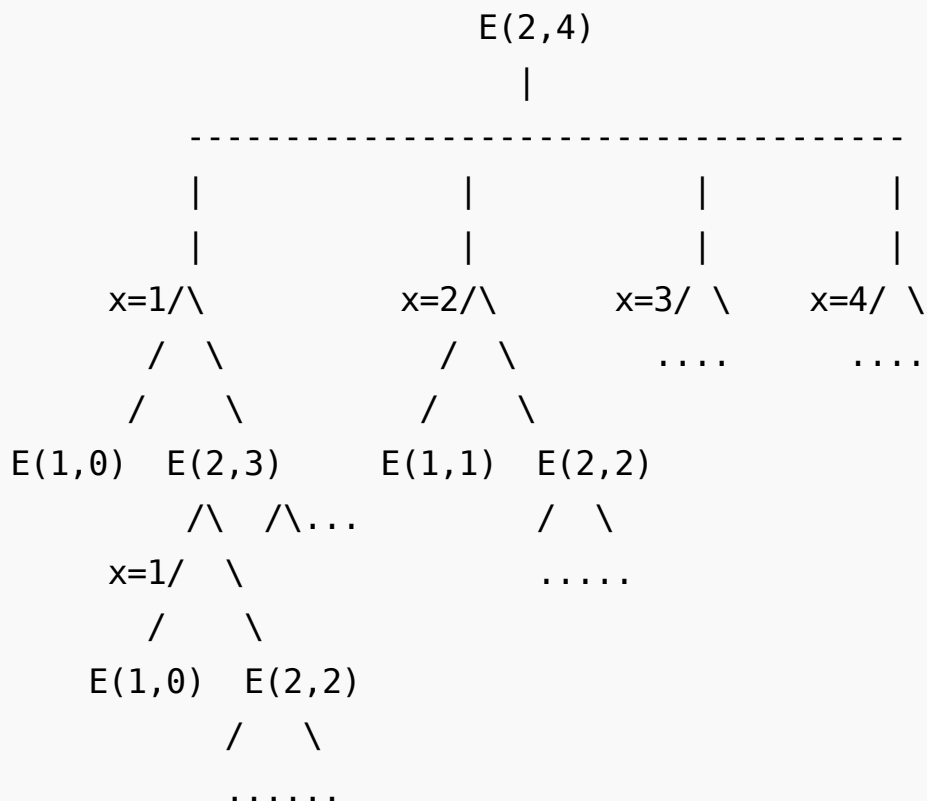 E(2,4)
|
-------------------------------------
| | | |
| | | |
x=1/\ x=2/\ x=3/ \ x=4/ \
/ \ / \ .... ....
/ \ / \
E(1,0) E(2,3) E(1,1) E(2,2)
/\ /\... / \
x=1/ \ .....
/ \
E(1,0) E(2,2)
/ \
......